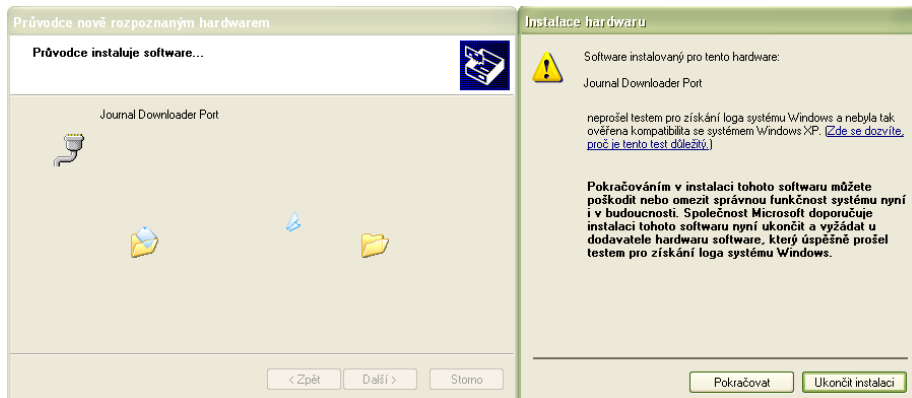 Průvodce nově rozpoznaným hardwarem
Průvodce instaluje software...
Journal Downloader Port
< Zpět
Další >
Storno
Instalace hardwaru
Software instalovaný pro tento hardware:
Journal Downloader Port
neprošel testem pro získání loga systému Windows a nebyla tak
ověřena kompatibilita se systémem Windows XP. (Zde se dozvíte,
proč je tento test důležitý.)
Pokračováním v instalaci tohoto softwaru můžete
poškodit nebo omezit správnou funkčnost systému nyní
i v budoucnosti. Společnost Microsoft doporučuje
instalaci tohoto softwaru nyní ukončit a vyžádat u
dodavatele hardwaru software, který úspěšně prošel
testem pro získání loga systému Windows.
Pokračovat
Ukončit instalaci